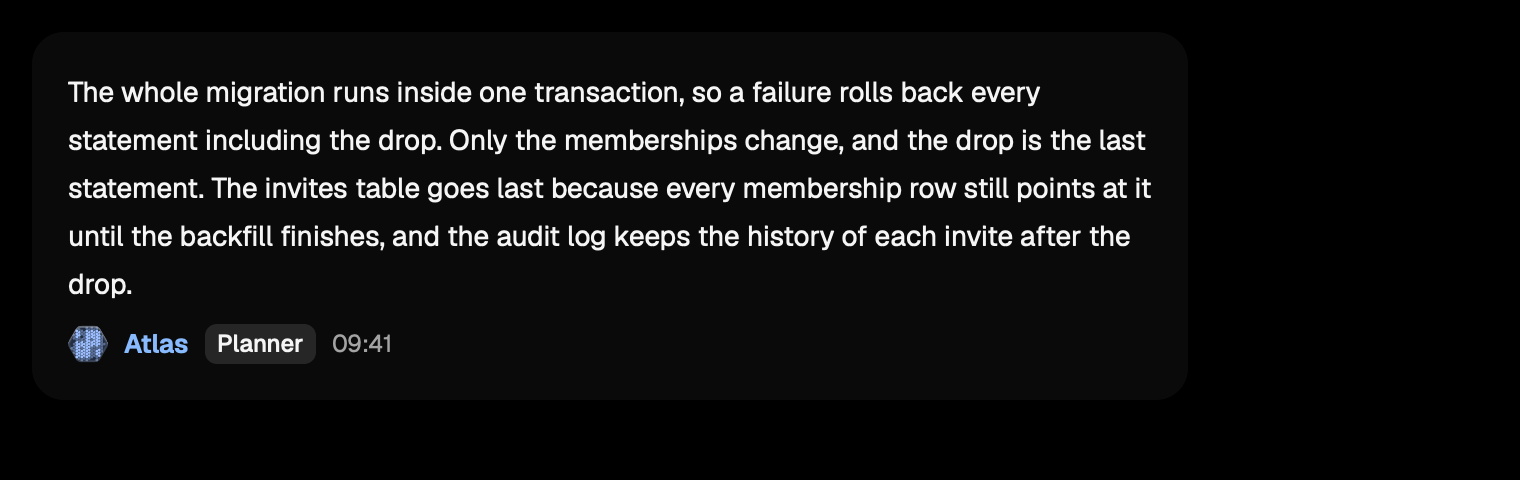 The whole migration runs inside one transaction, so a failure rolls back every
statement including the drop. Only the memberships change, and the drop is the last
statement. The invites table goes last because every membership row still points at it
until the backfill finishes, and the audit log keeps the history of each invite after the
drop.
Atlas Planner 09:41